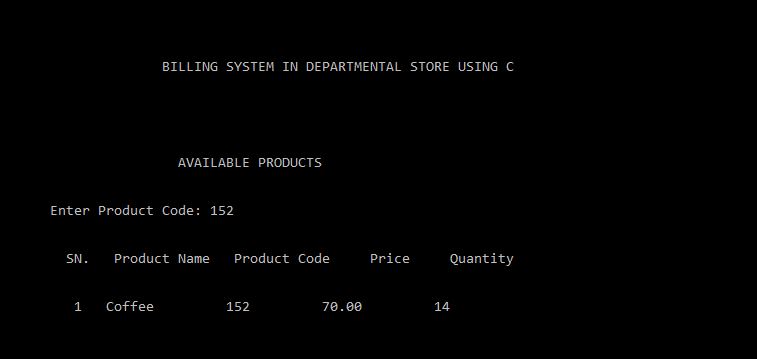 BILLING SYSTEM IN DEPARTMENTAL STORE USING C
AVAILABLE PRODUCTS
Enter Product Code: 152
SN. Product Name Product Code Price Quantity
1 Coffee 152 70.00 14